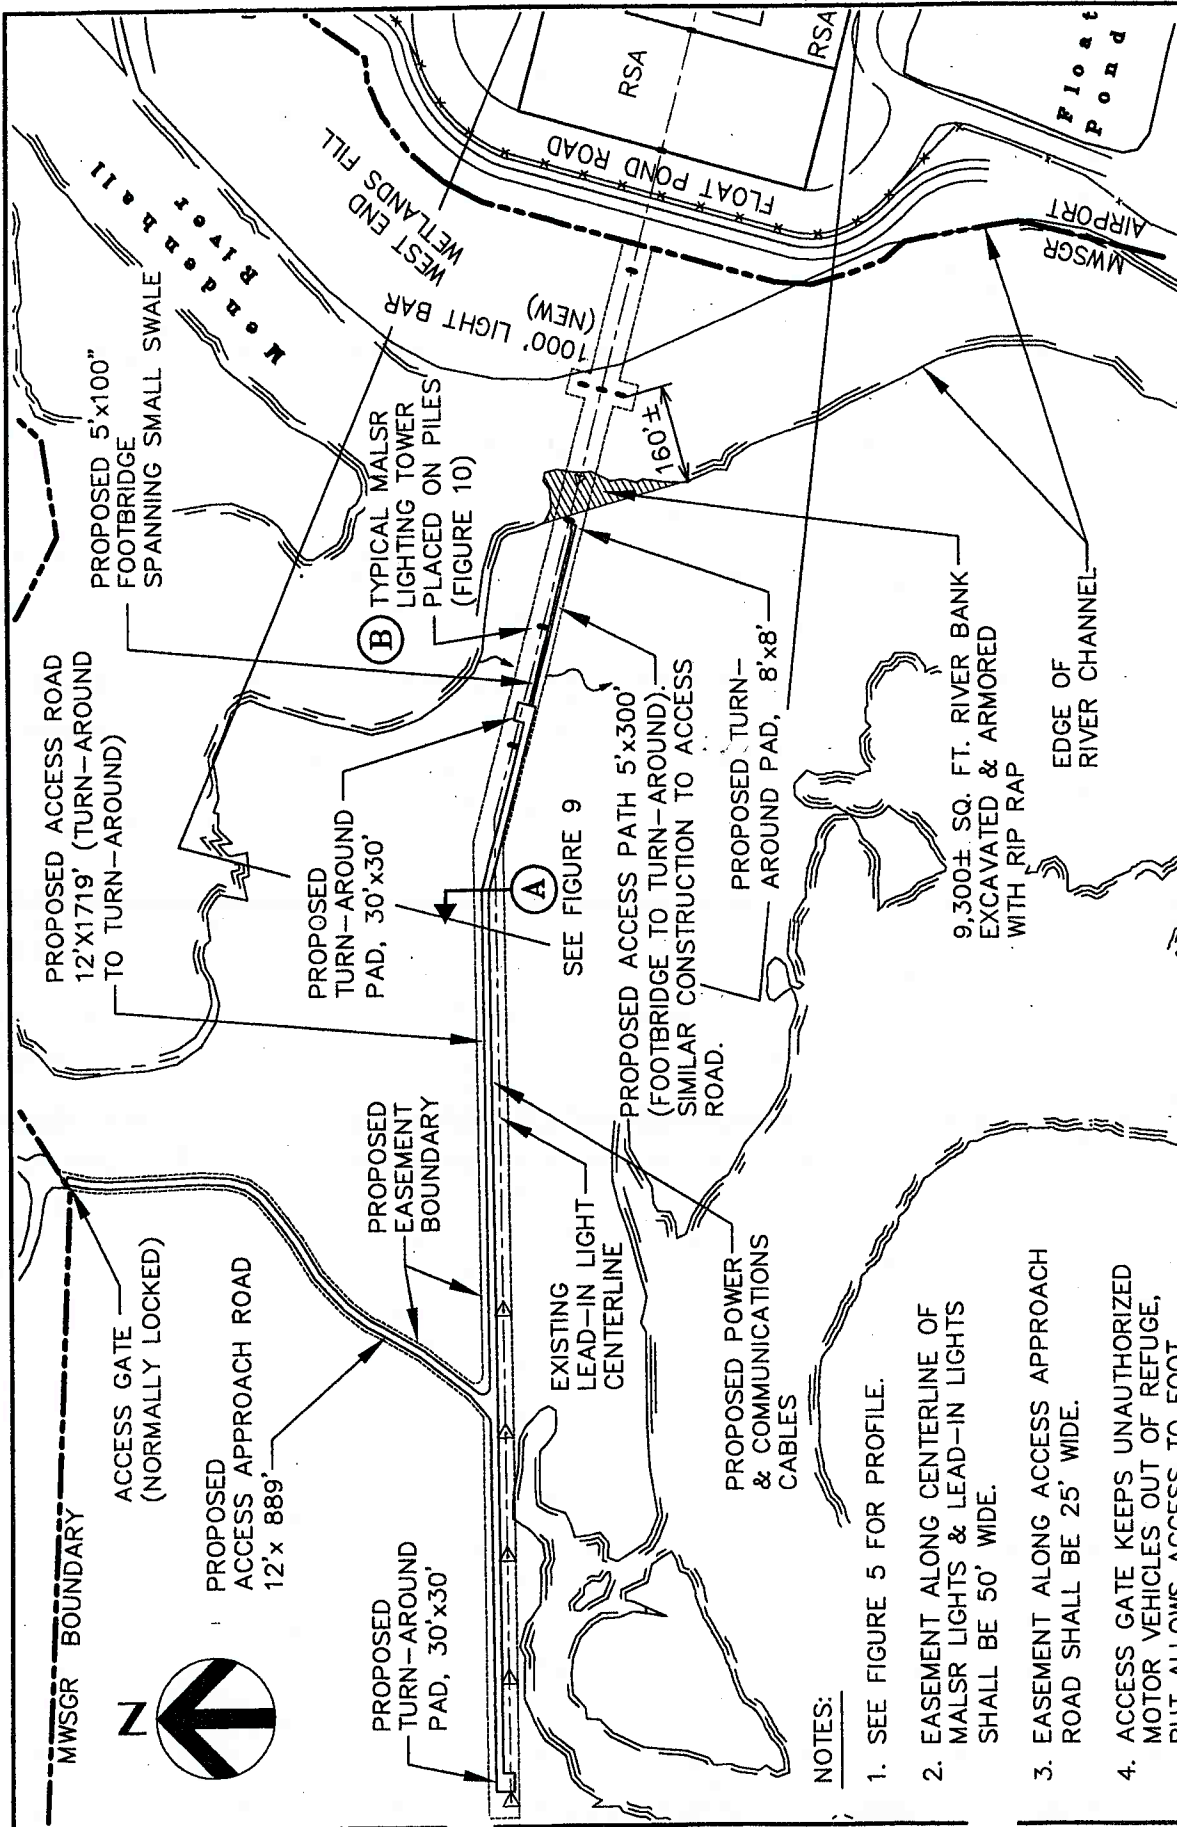 MWSGR BOUNDARY
ACCESS GATE
(NORMALLY LOCKED)
PROPOSED
ACCESS APPROACH ROAD
12'x 889'
Z
PROPOSED
TURN-AROUND
PAD, 30'x30'
PROPOSED
EASEMENT
BOUNDARY
EXISTING
LEAD-IN LIGHT
CENTERLINE
PROPOSED POWER
& COMMUNICATIONS
CABLES
PROPOSED ACCESS ROAD
12'X1719' (TURN-AROUND
TO TURN-AROUND)
PROPOSED
TURN-AROUND
PAD, 30'x30'
A
SEE FIGURE 9
PROPOSED 5'x100"
FOOTBRIDGE
SPANNING SMALL SWALE
B
TYPICAL MALSR
LIGHTING TOWER
PLACED ON PILES
(FIGURE 10)
PROPOSED ACCESS PATH 5'x300'
(FOOTBRIDGE TO TURN-AROUND).
SIMILAR CONSTRUCTION TO ACCESS
ROAD.
PROPOSED TURN-
AROUND PAD, 8'x8'
9,300± SQ. FT. RIVER BANK
EXCAVATED & ARMORED
WITH RIP RAP
EDGE OF
RIVER CHANNEL
Mendenhall
River
1000' LIGHT BAR
(NEW)
160'±
WEST END
WETLANDS FILL
FLOAT POND ROAD
RSA
RSA
Float
Pond
AIRPORT
MWSGR
NOTES:
1. SEE FIGURE 5 FOR PROFILE.
2. EASEMENT ALONG CENTERLINE OF
MALSR LIGHTS & LEAD-IN LIGHTS
SHALL BE 50' WIDE.
3. EASEMENT ALONG ACCESS APPROACH
ROAD SHALL BE 25' WIDE.
4. ACCESS GATE KEEPS UNAUTHORIZED
MOTOR VEHICLES OUT OF REFUGE,
BUT ALLOWS ACCESS TO FOOT